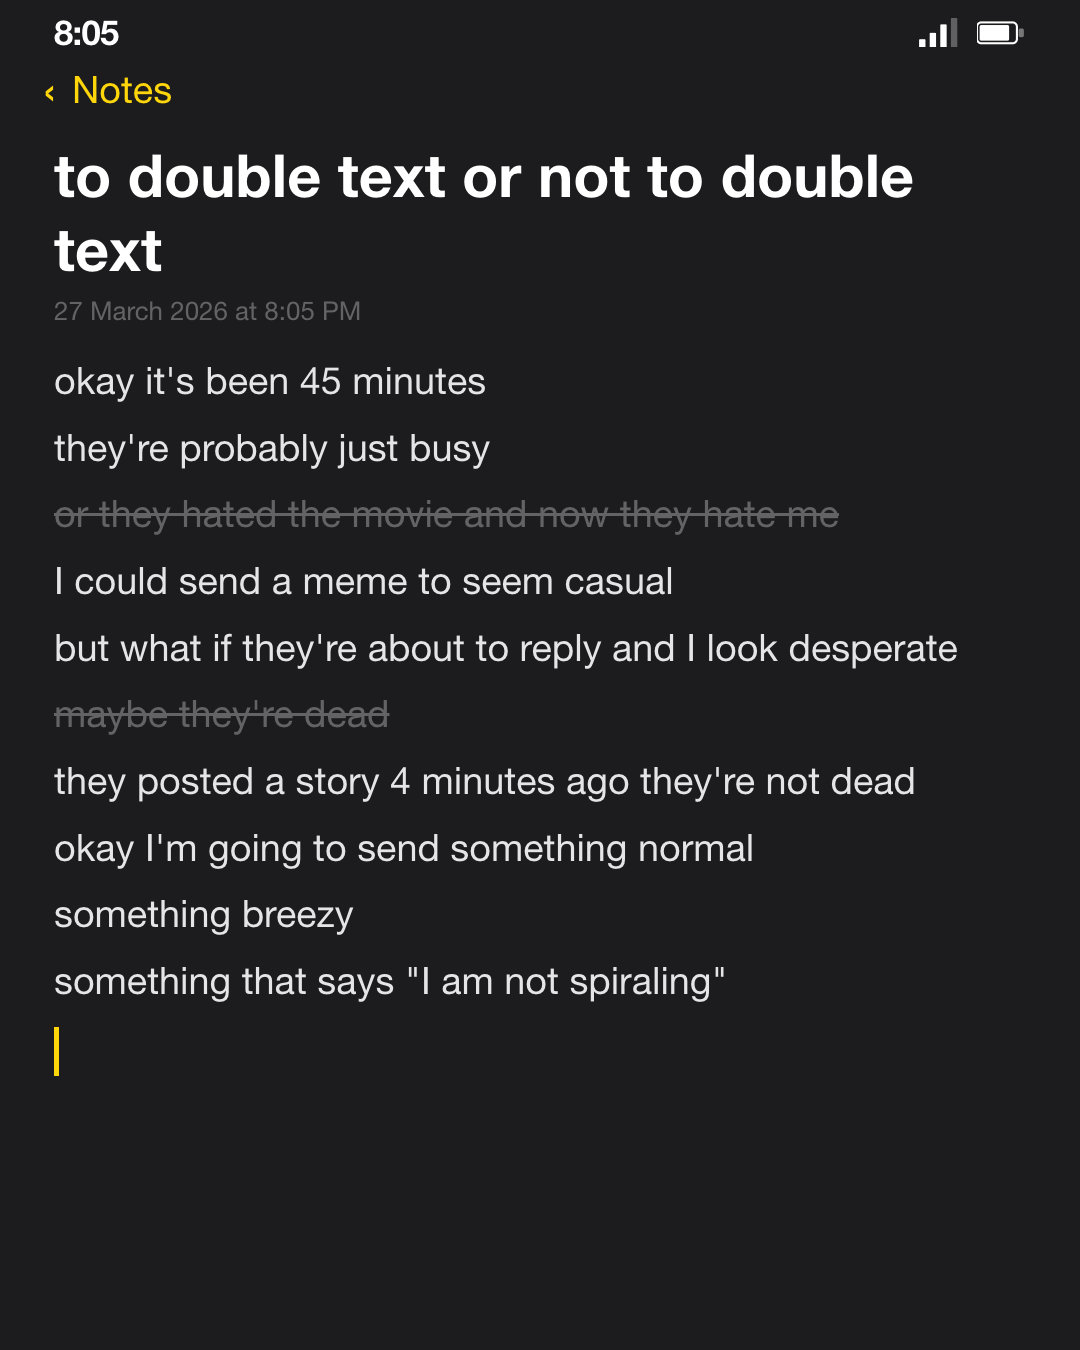 8:05
‹ Notes
to double text or not to double
text
27 March 2026 at 8:05 PM
okay it's been 45 minutes
they're probably just busy
or they hated the movie and now they hate me
I could send a meme to seem casual
but what if they're about to reply and I look desperate
maybe they're dead
they posted a story 4 minutes ago they're not dead
okay I'm going to send something normal
something breezy
something that says "I am not spiraling"